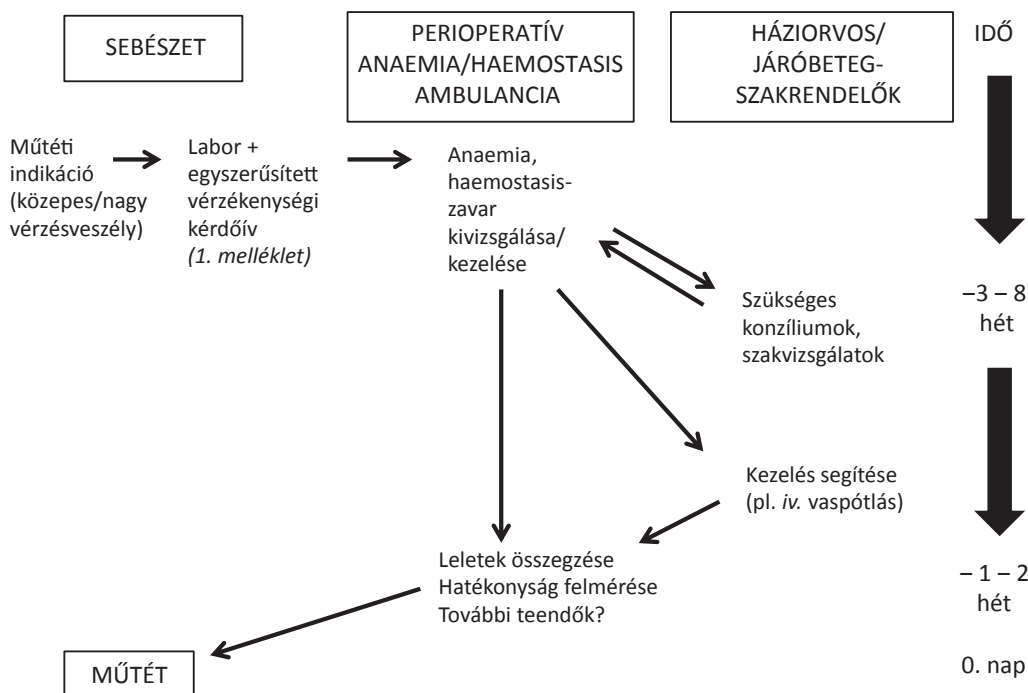 SEBÉSZET
PERIOPERATÍV
ANAEMIA/HAEMOSTASIS
AMBULANCIA
HÁZIORVOS/
JÁRÓBETEG-
SZAKRENDELŐK
IDŐ
Műtéti
indikáció
(közepes/nagy
vérzésveszély)
Labor +
egyszerűsített
vérzékenységi
kérdőív
(1. melléklet)
Anaemia,
haemostasis-
zavar
kivizsgálása/
kezelése
Szükséges
konzíliumok,
szakvizsgálatok
−3 – 8
hét
Kezelés segítése
(pl. iv. vaspótlás)
Leletek összegzése
Hatékonyság felmérése
További teendők?
– 1 – 2
hét
MŰTÉT
0. nap